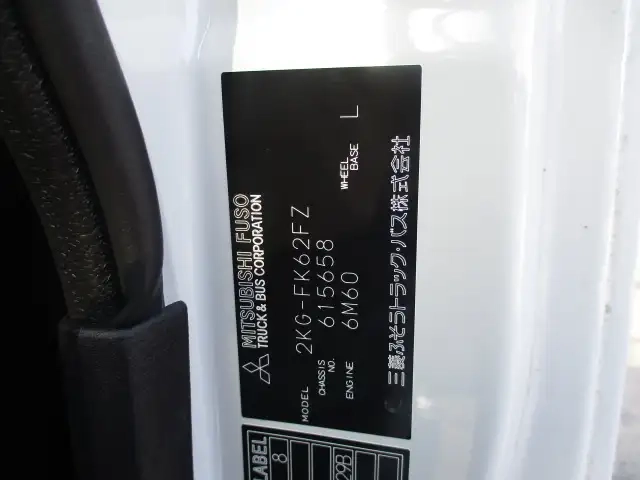 MITSUBISHI FUSO
TRUCK & BUS CORPORATION
MODEL 2KG-FK62FZ
CHASSIS NO. 615658
ENGINE 6M60 WHEEL BASE L
三菱ふそうトラック・バス株式会社
LABEL
8
29B